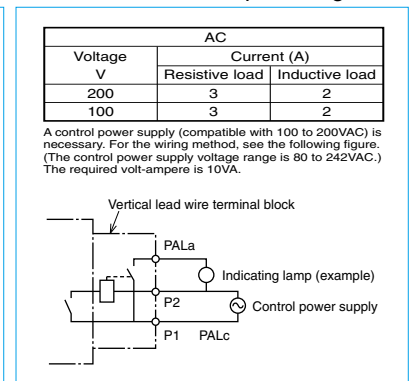 AC
Voltage
V
Current (A)
Resistive load Inductive load
200 3 2
100 3 2
A control power supply (compatible with 100 to 200VAC) is
necessary. For the wiring method, see the following figure.
(The control power supply voltage range is 80 to 242VAC.)
The required volt-ampere is 10VA.
Vertical lead wire terminal block
PALa
Indicating lamp (example)
P2
Control power supply
P1 PALc